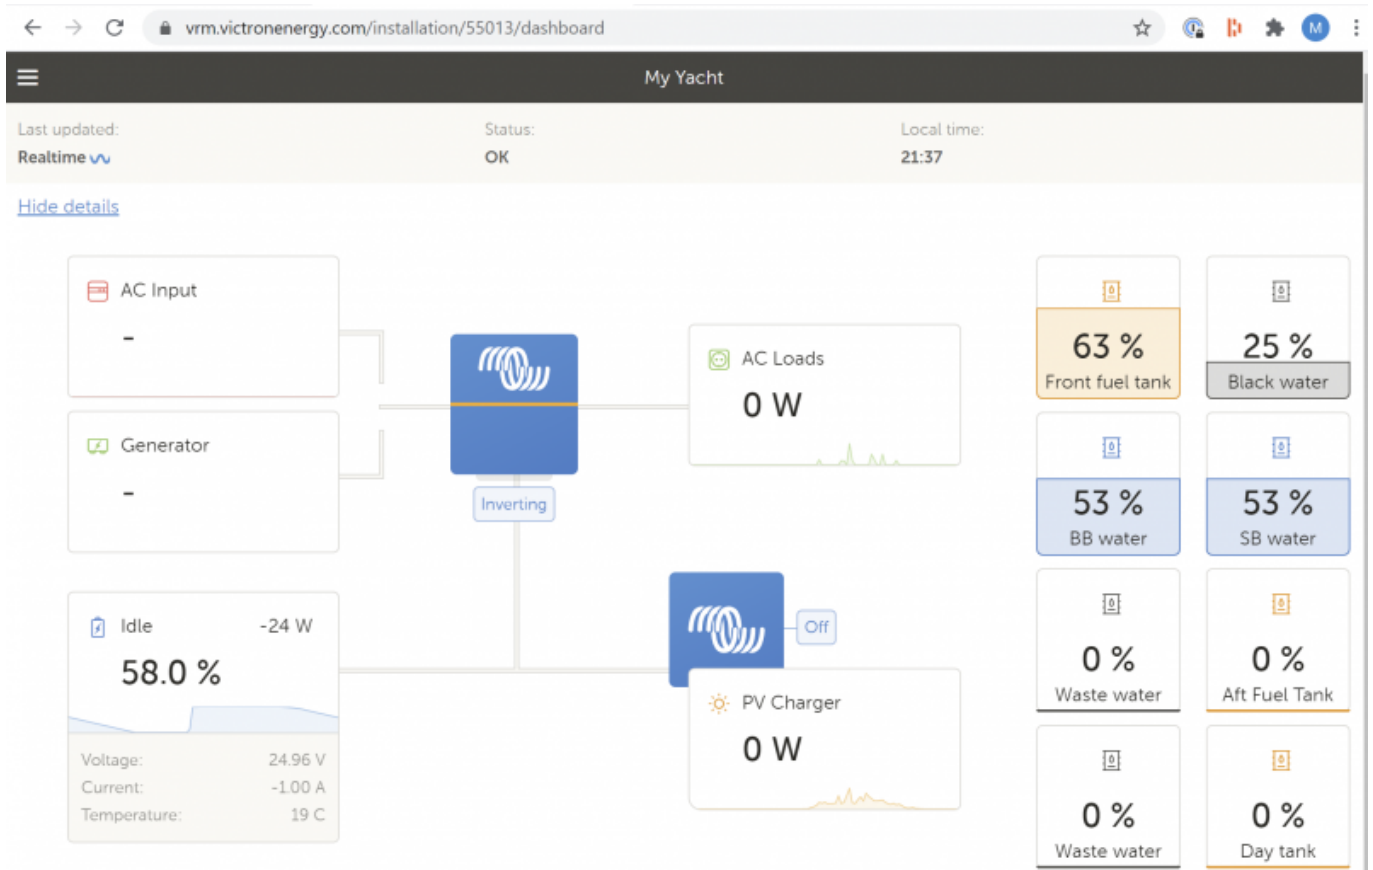 vrm.victronenergy.com/installation/55013/dashboard
M
My Yacht
Last updated:
Realtime
Status:
OK
Local time:
21:37
Hide details
AC Input
-
Generator
-
Inverting
AC Loads
0 W
Idle
-24 W
58.0 %
Voltage:
24.96 V
Current:
-1.00 A
Temperature:
19 C
Off
PV Charger
0 W
63 %
Front fuel tank
25 %
Black water
53 %
BB water
53 %
SB water
0 %
Waste water
0 %
Aft Fuel Tank
0 %
Waste water
0 %
Day tank